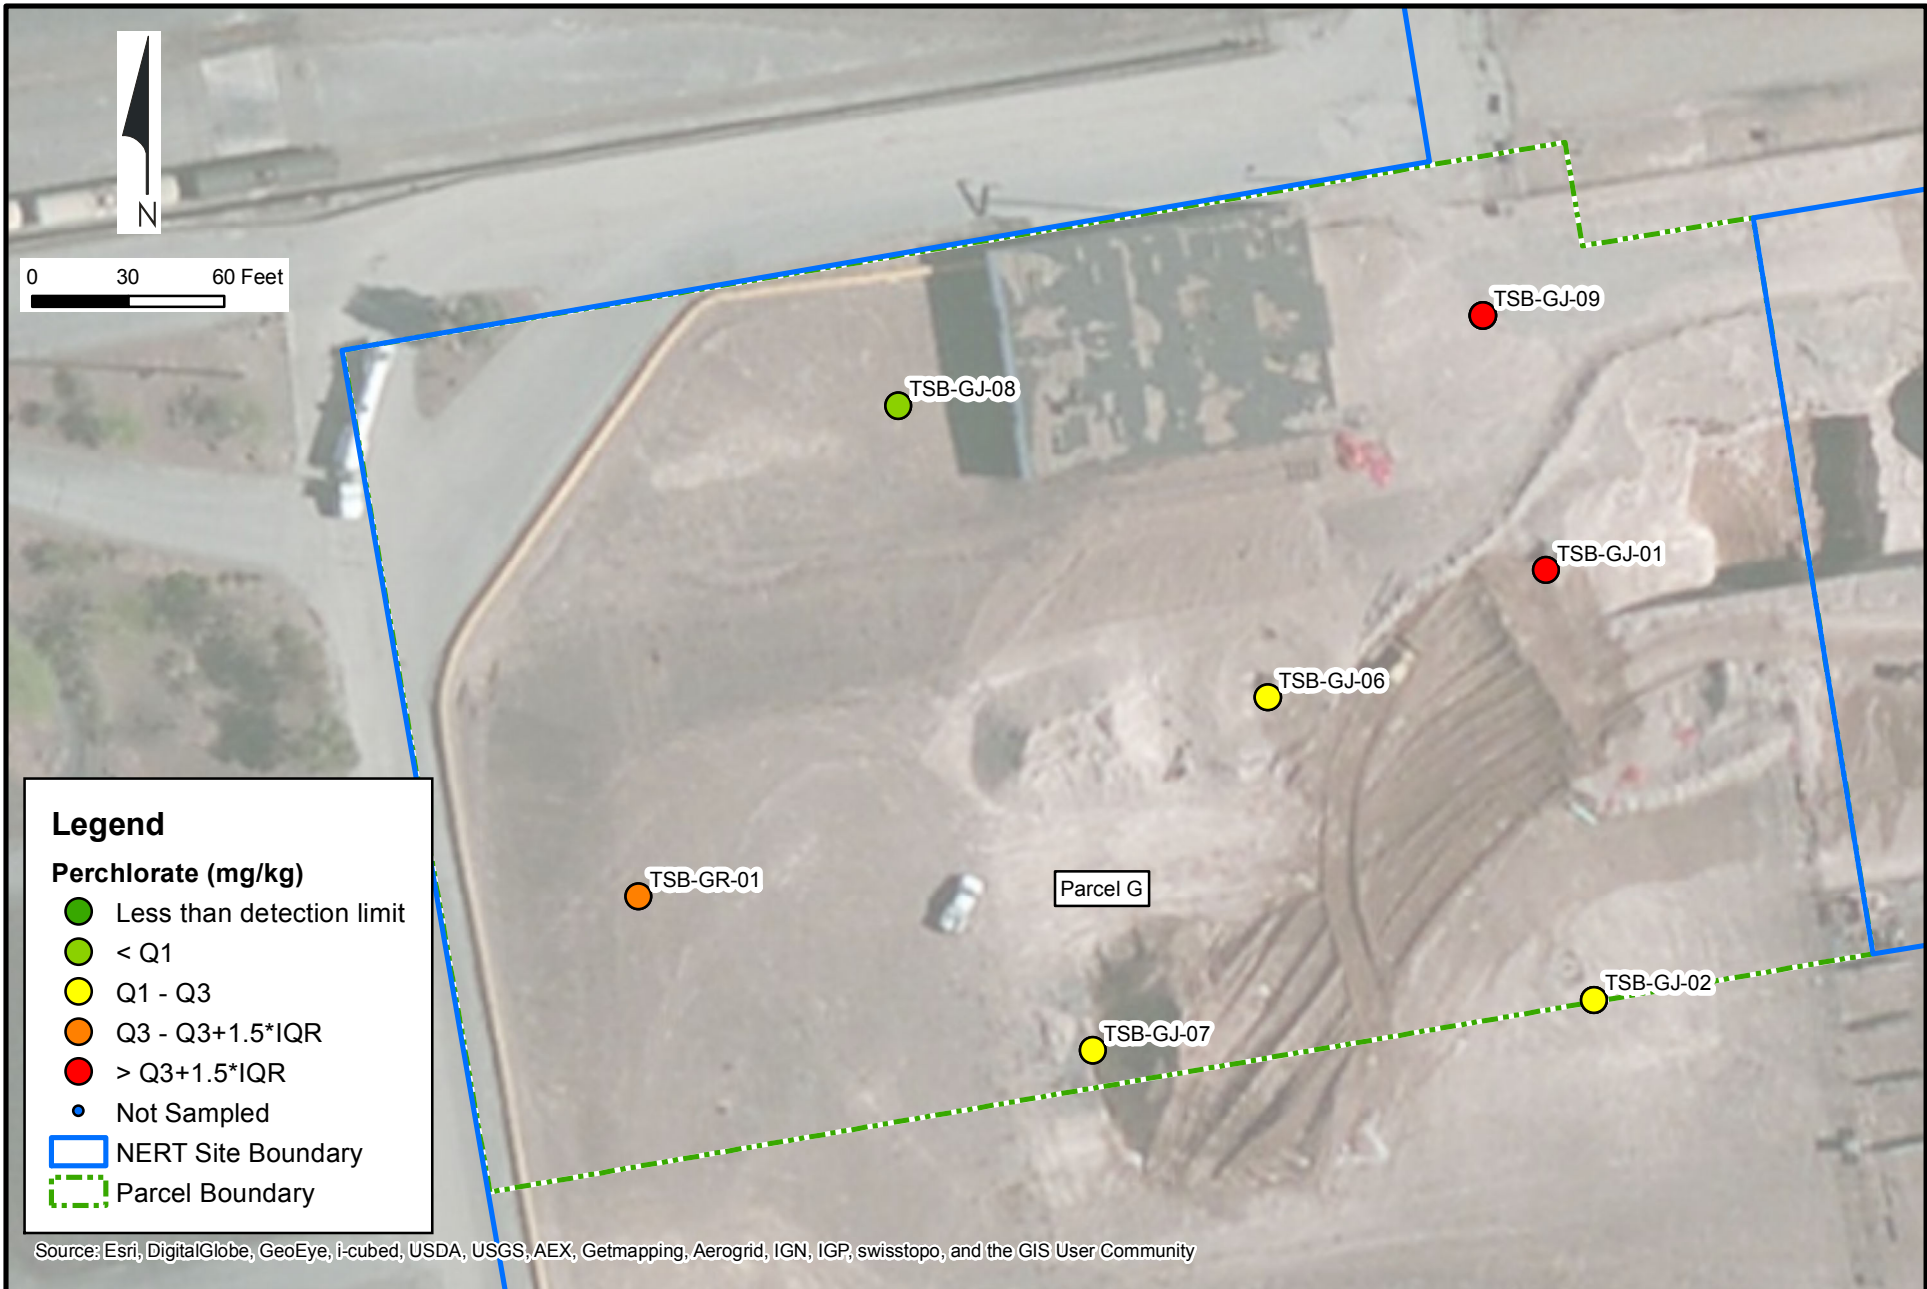 N
0 30 60 Feet
TSB-GJ-09
TSB-GJ-08
TSB-GJ-01
TSB-GJ-06
TSB-GR-01
Parcel G
TSB-GJ-02
TSB-GJ-07
Legend
Perchlorate (mg/kg)
Less than detection limit
< Q1
Q1 - Q3
Q3 - Q3+1.5*IQR
> Q3+1.5*IQR
Not Sampled
NERT Site Boundary
Parcel Boundary
Source: Esri, DigitalGlobe, GeoEye, i-cubed, USDA, USGS, AEX, Getmapping, Aerogrid, IGN, IGP, swisstopo, and the GIS User Community